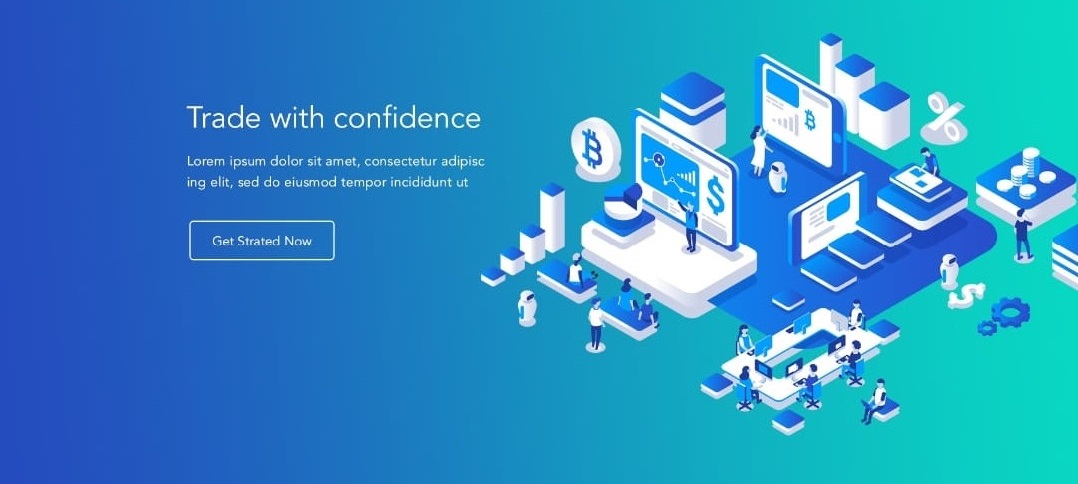 Trade with confidence
Lorem ipsum dolor sit amet, consectetur adipisc
ing elit, sed do eiusmod tempor incididunt ut
Get Strated Now